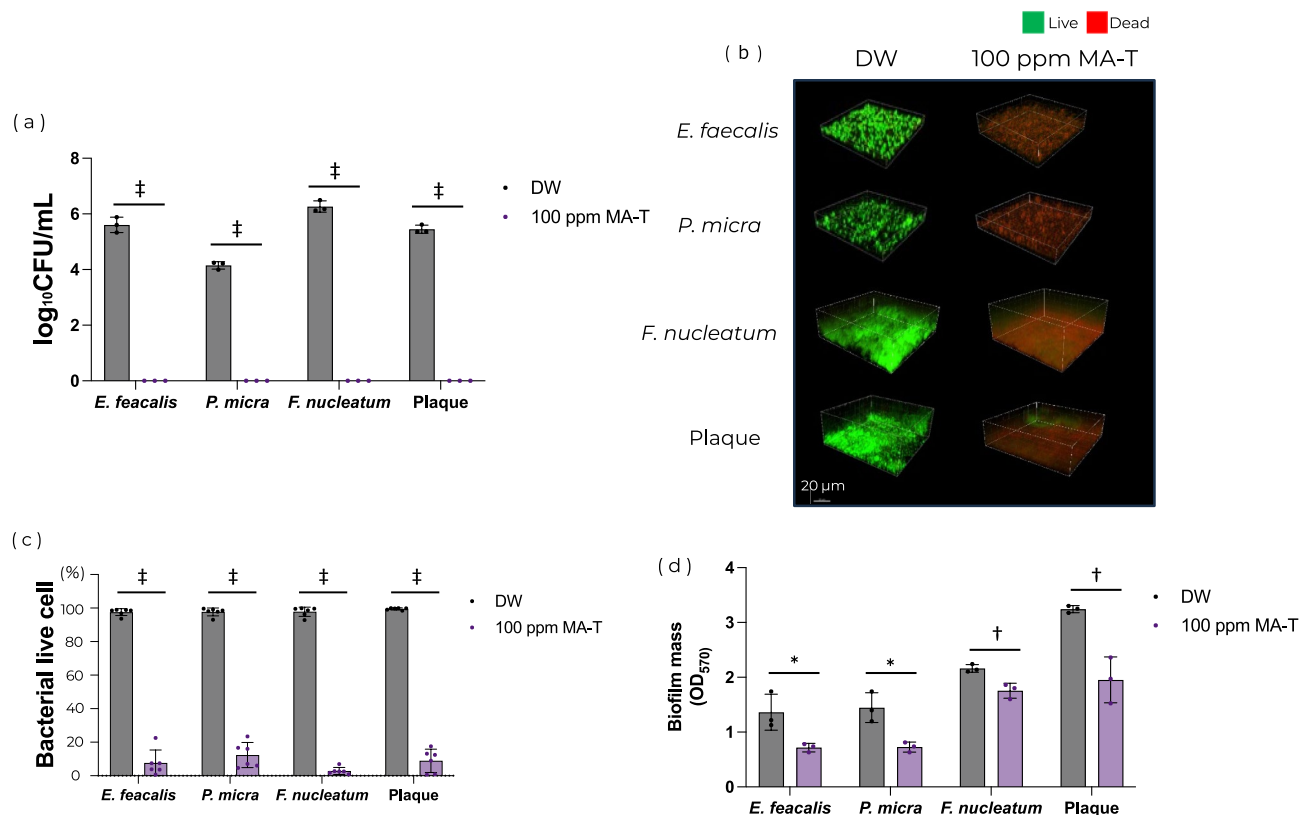 ( a )
log₁₀CFU/mL
8
6
4
2
0
‡ ‡ ‡ ‡
E. feacalis P. micra F. nucleatum Plaque
DW
100 ppm MA-T
( b )
Live Dead
DW 100 ppm MA-T
E. faecalis
P. micra
F. nucleatum
Plaque
20 µm
( c )
(%)
Bacterial live cell
100
80
60
40
20
0
‡ ‡ ‡ ‡
E. feacalis P. micra F. nucleatum Plaque
DW
100 ppm MA-T
( d )
Biofilm mass
(OD₅₇₀)
4
3
2
1
0
* * † †
E. feacalis P. micra F. nucleatum Plaque
DW
100 ppm MA-T